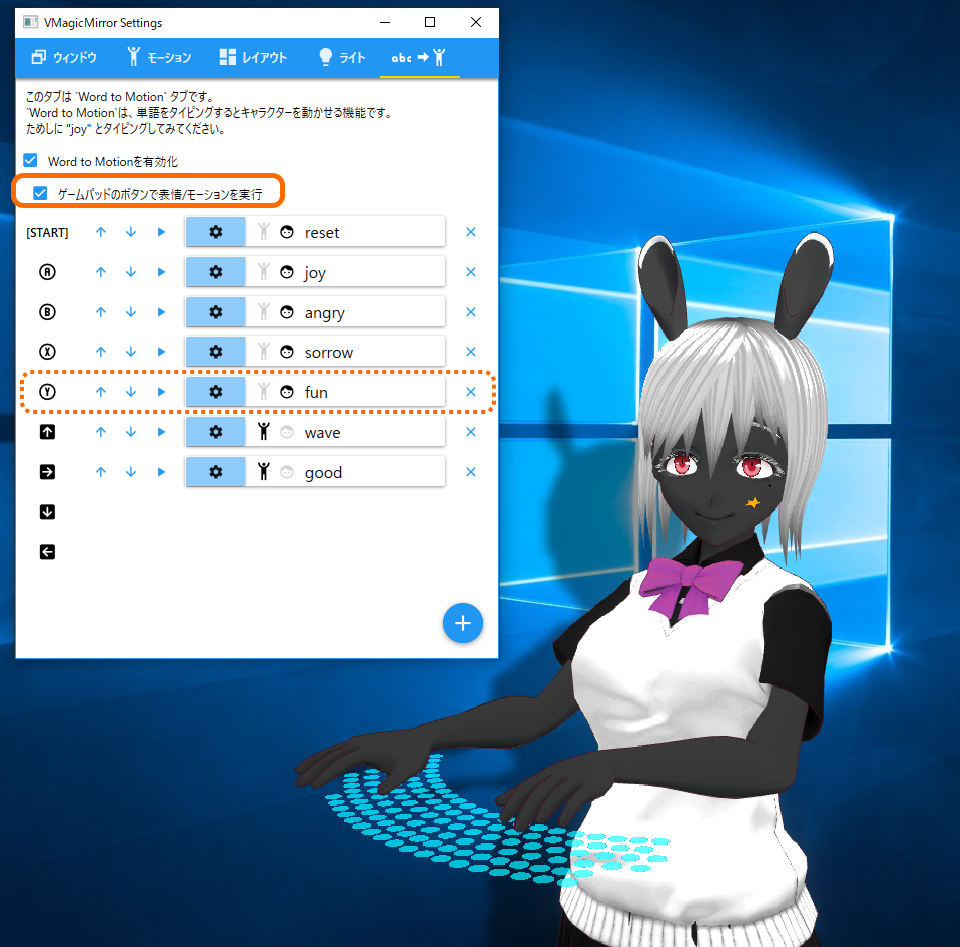 VMagicMirror Settings
ウィンドウ モーション レイアウト ライト abc
このタブは `Word to Motion` タブです。
`Word to Motion`は、単語をタイピングするとキャラクターを動かせる機能です。
ためしに "joy" とタイピングしてみてください。
Word to Motionを有効化
ゲームパッドのボタンで表情/モーションを実行
[START] reset
A joy
B angry
X sorrow
Y fun
wave
good